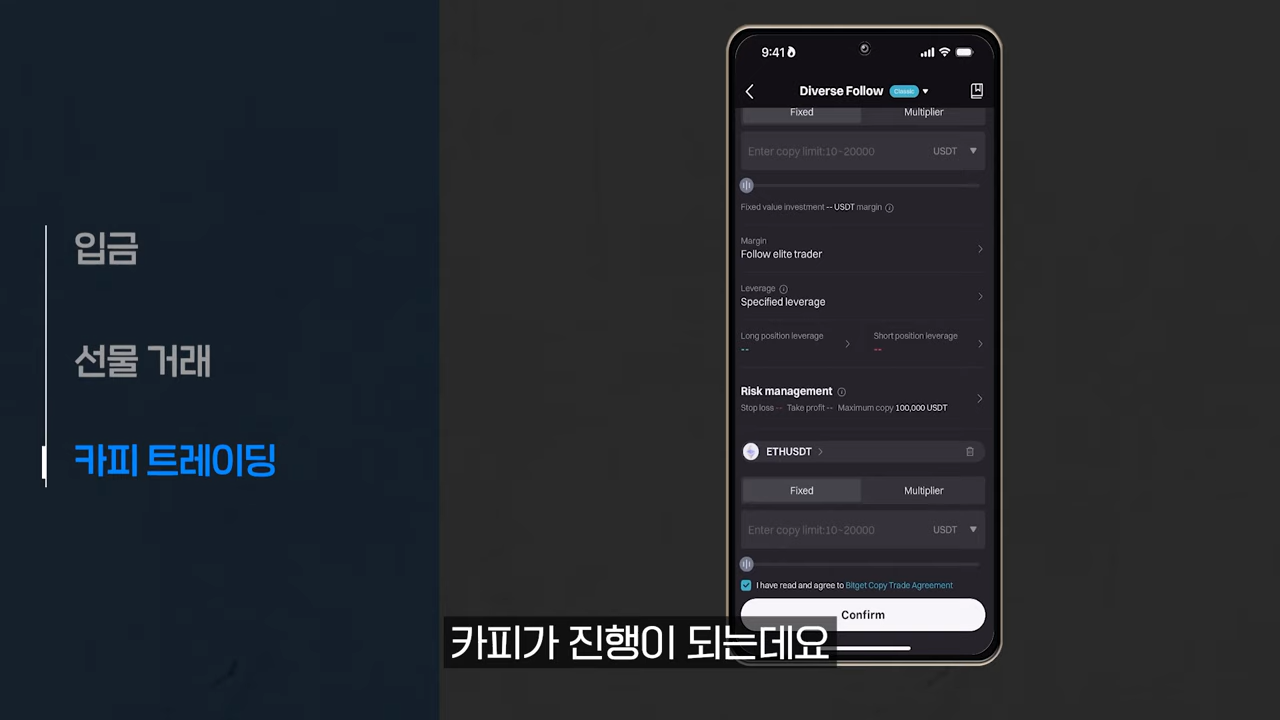 입금
선물 거래
카피 트레이딩
9:41
Diverse Follow Classic
Fixed Multiplier
Enter copy limit:10~20000 USDT
Fixed value investment -- USDT margin
Margin
Follow elite trader
Leverage
Specified leverage
Long position leverage Short position leverage
-- --
Risk management
Stop loss -- Take profit -- Maximum copy 100,000 USDT
ETHUSDT
Fixed Multiplier
Enter copy limit:10~20000 USDT
I have read and agree to Bitget Copy Trade Agreement
Confirm
카피가 진행이 되는데요